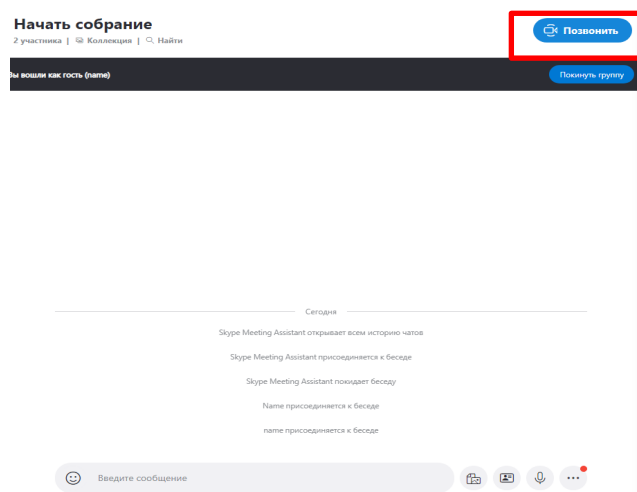 Начать собрание
2 участника | Коллекция | Найти
Позвонить
Вы вошли как гость (name)
Покинуть группу
Сегодня
Skype Meeting Assistant открывает всем историю чатов
Skype Meeting Assistant присоединяется к беседе
Skype Meeting Assistant покидает беседу
Name присоединяется к беседе
name присоединяется к беседе
Введите сообщение